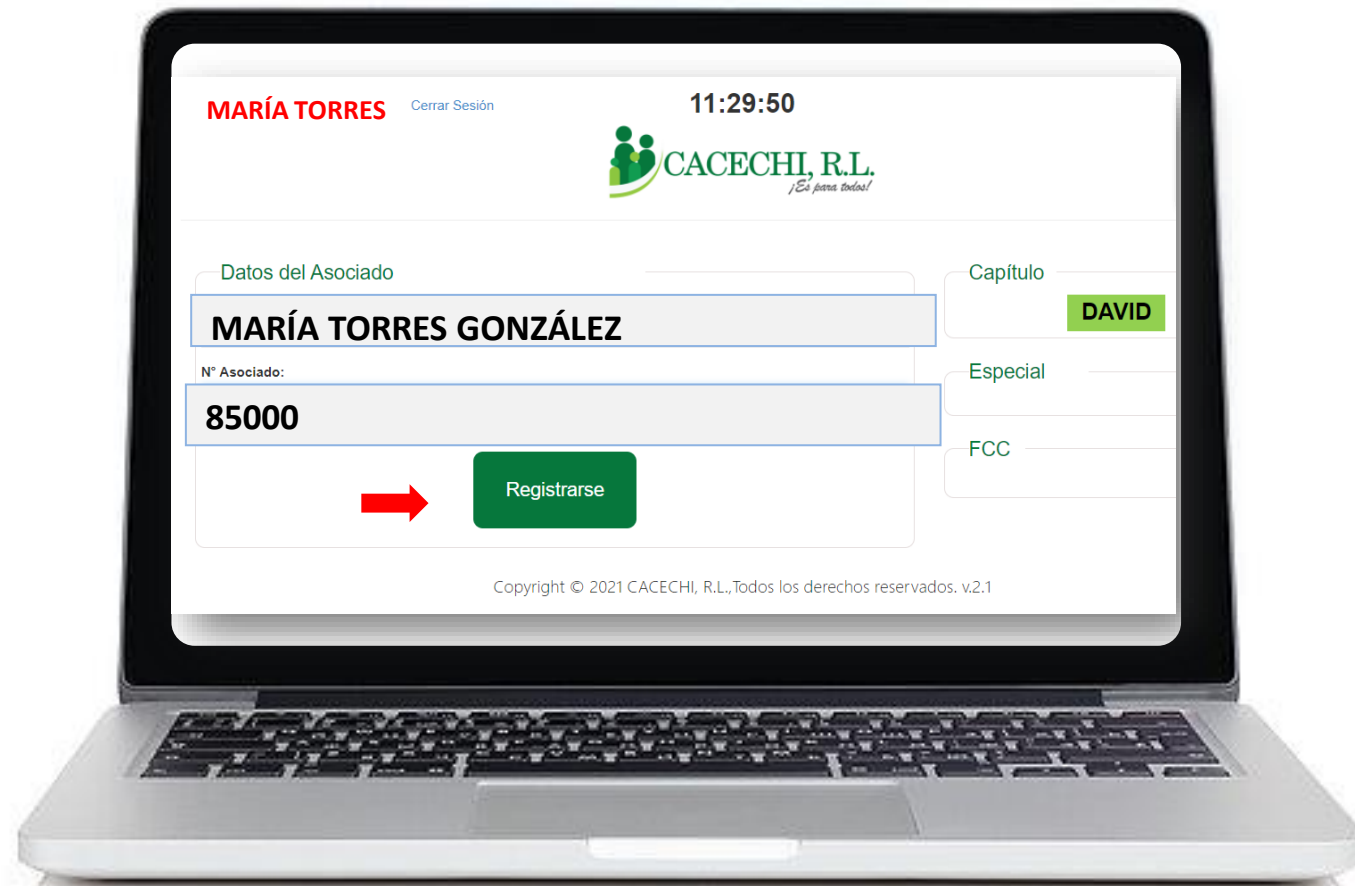 MARÍA TORRES Cerrar Sesión 11:29:50
CACECHI, R.L.
¡Es para todos!
Datos del Asociado
MARÍA TORRES GONZÁLEZ
N° Asociado:
85000
Registrarse
Capítulo
DAVID
Especial
FCC
Copyright © 2021 CACECHI, R.L.,Todos los derechos reservados. v.2.1